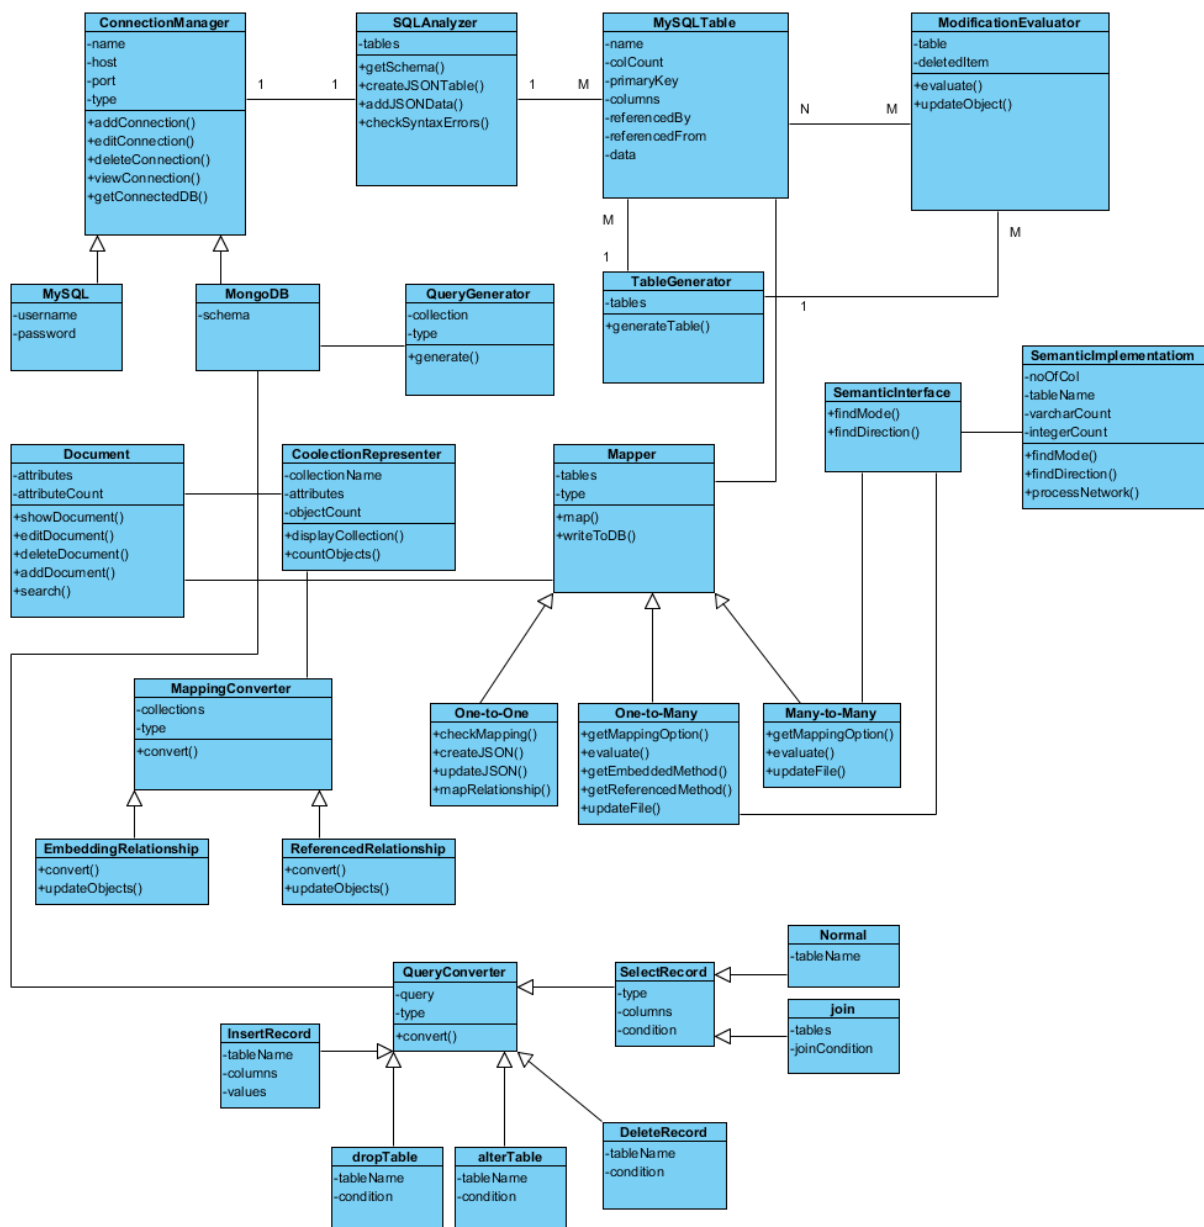 ConnectionManager
-name
-host
-port
-type
+addConnection()
+editConnection()
+deleteConnection()
+viewConnection()
+getConnectedDB()
1
1
SQLAnalyzer
-tables
+getSchema()
+createJSONTable()
+addJSONData()
+checkSyntaxErrors()
1
M
MySQLTable
-name
-colCount
-primaryKey
-columns
-referencedBy
-referencedFrom
-data
N
M
ModificationEvaluator
-table
-deletedItem
+evaluate()
+updateObject()
M
1
M
1
MySQL
-username
-password
MongoDB
-schema
QueryGenerator
-collection
-type
+generate()
TableGenerator
-tables
+generateTable()
SemanticInterface
+findMode()
+findDirection()
SemanticImplementatiom
-noOfCol
-tableName
-varcharCount
-integerCount
+findMode()
+findDirection()
+processNetwork()
Document
-attributes
-attributeCount
+showDocument()
+editDocument()
+deleteDocument()
+addDocument()
+search()
CoolectionRepresenter
-collectionName
-attributes
-objectCount
+displayCollection()
+countObjects()
Mapper
-tables
-type
+map()
+writeToDB()
MappingConverter
-collections
-type
+convert()
One-to-One
+checkMapping()
+createJSON()
+updateJSON()
+mapRelationship()
One-to-Many
+getMappingOption()
+evaluate()
+getEmbeddedMethod()
+getReferencedMethod()
+updateFile()
Many-to-Many
+getMappingOption()
+evaluate()
+updateFile()
EmbeddingRelationship
+convert()
+updateObjects()
ReferencedRelationship
+convert()
+updateObjects()
QueryConverter
-query
-type
+convert()
SelectRecord
-type
-columns
-condition
Normal
-tableName
join
-tables
-joinCondition
InsertRecord
-tableName
-columns
-values
dropTable
-tableName
-condition
alterTable
-tableName
-condition
DeleteRecord
-tableName
-condition